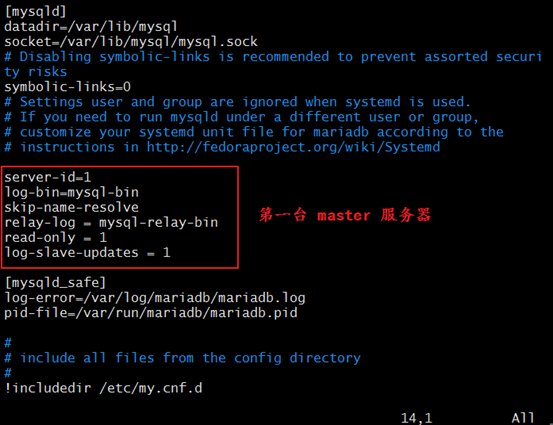 [mysqld]
datadir=/var/lib/mysql
socket=/var/lib/mysql/mysql.sock
# Disabling symbolic-links is recommended to prevent assorted securi
ty risks
symbolic-links=0
# Settings user and group are ignored when systemd is used.
# If you need to run mysqld under a different user or group,
# customize your systemd unit file for mariadb according to the
# instructions in http://fedoraproject.org/wiki/Systemd
server-id=1
log-bin=mysql-bin
skip-name-resolve
relay-log = mysql-relay-bin
read-only = 1
log-slave-updates = 1
第一台 master 服务器
[mysqld_safe]
log-error=/var/log/mariadb/mariadb.log
pid-file=/var/run/mariadb/mariadb.pid
#
# include all files from the config directory
#
!includedir /etc/my.cnf.d
14,1 All